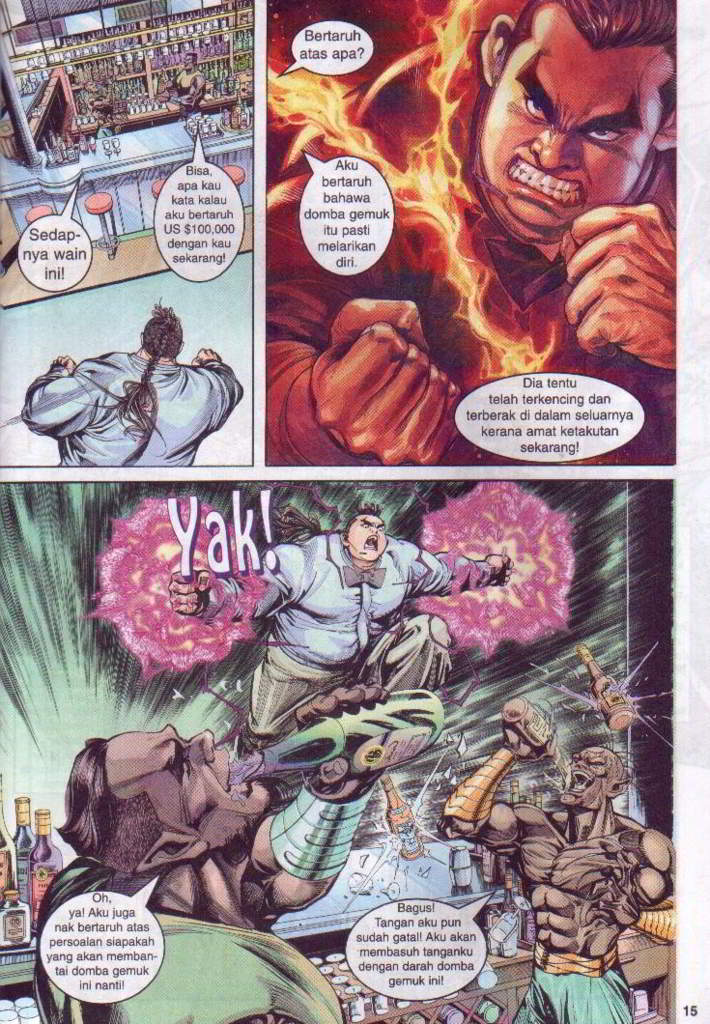 Sedap-
nya wain
ini!
Bisa,
apa kau
kata kalau
aku bertaruh
US $100,000
dengan kau
sekarang!
Bertaruh
atas apa?
Aku
bertaruh
bahawa
domba gemuk
itu pasti
melarikan
diri.
Dia tentu
telah terkencing dan
terberak di dalam seluarnya
kerana amat ketakutan
sekarang!
Yak!
Oh,
ya! Aku juga
nak bertaruh atas
persoalan siapakah
yang akan memban-
tai domba gemuk
ini nanti!
Bagus!
Tangan aku pun
sudah gatal! Aku akan
membasuh tanganku
dengan darah domba
gemuk ini!
15